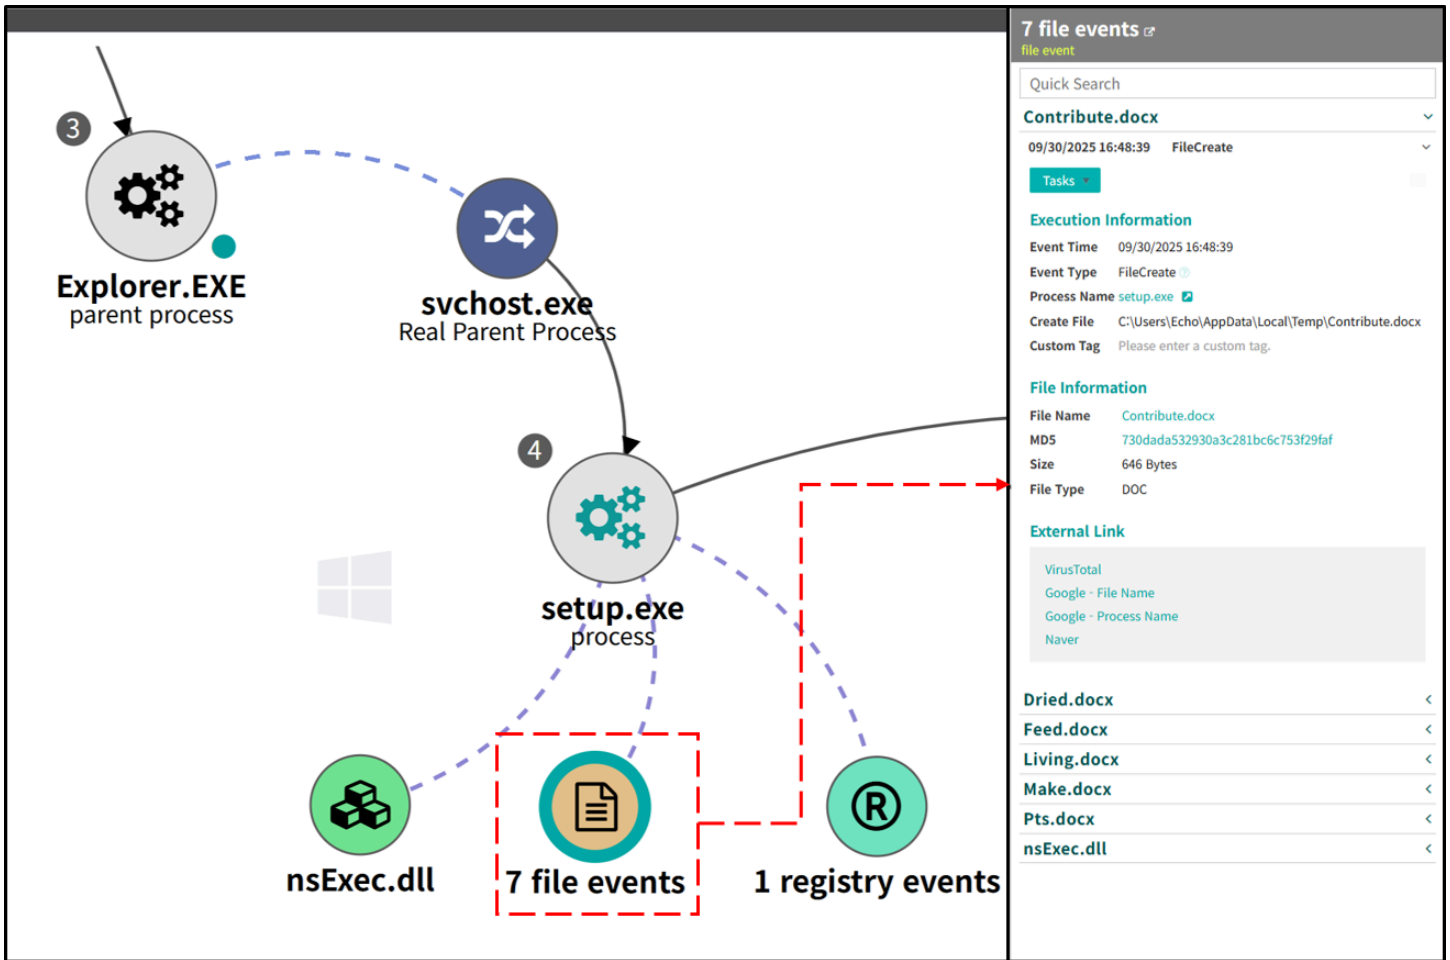 3
Explorer.EXE
parent process
svchost.exe
Real Parent Process
4
setup.exe
process
nsExec.dll
7 file events
R
1 registry events
7 file events
file event
Quick Search
Contribute.docx
09/30/2025 16:48:39 FileCreate
Tasks
Execution Information
Event Time 09/30/2025 16:48:39
Event Type FileCreate
Process Name setup.exe
Create File C:\Users\Echo\AppData\Local\Temp\Contribute.docx
Custom Tag Please enter a custom tag.
File Information
File Name Contribute.docx
MD5 730dada532930a3c281bc6c753f29faf
Size 646 Bytes
File Type DOC
External Link
VirusTotal
Google - File Name
Google - Process Name
Naver
Dried.docx
Feed.docx
Living.docx
Make.docx
Pts.docx
nsExec.dll